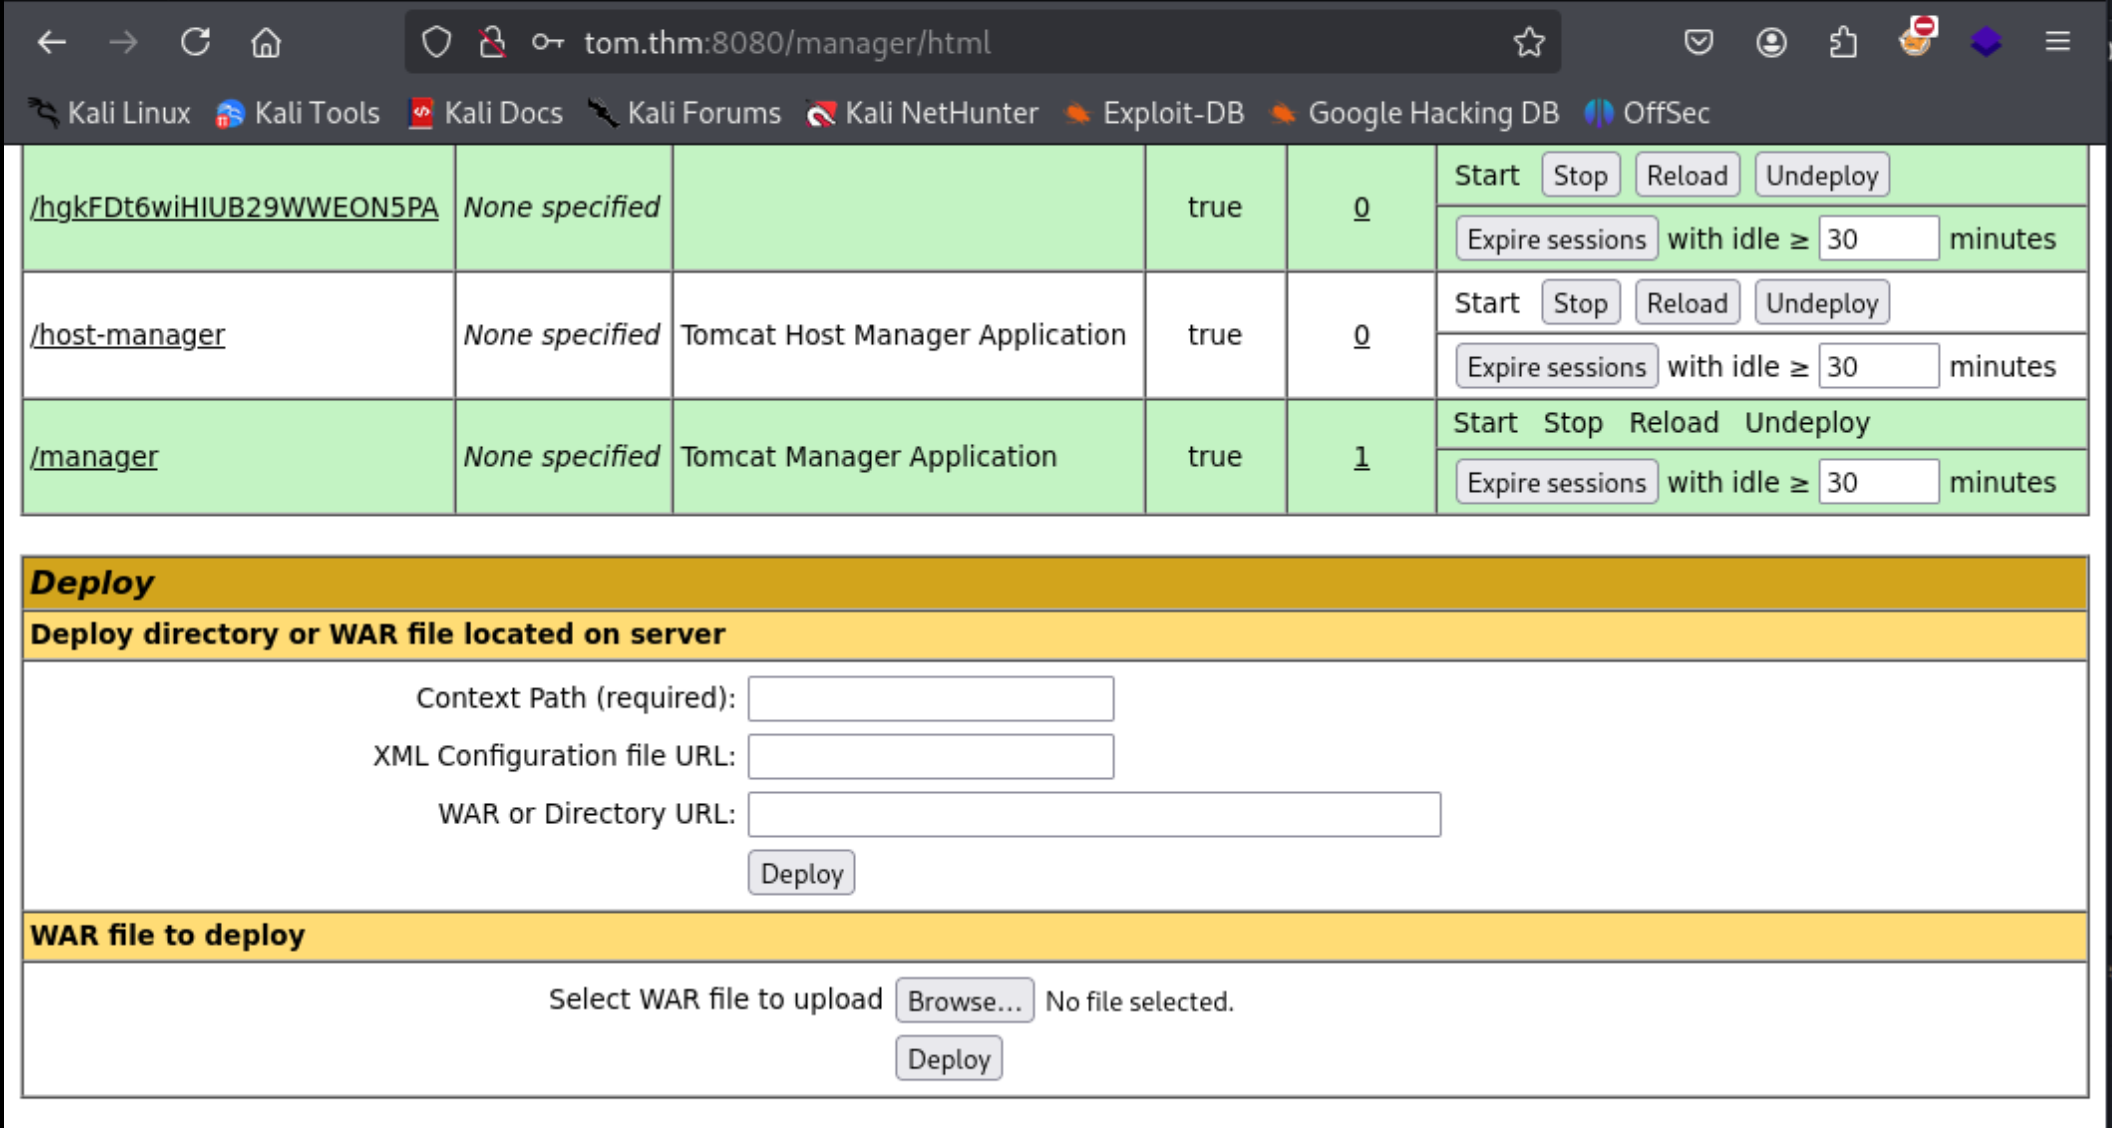 tom.thm:8080/manager/html
Kali Linux Kali Tools Kali Docs Kali Forums Kali NetHunter Exploit-DB Google Hacking DB OffSec
/hgkFDt6wiHIUB29WWEON5PA None specified true 0 Start Stop Reload Undeploy
Expire sessions with idle ≥ 30 minutes
/host-manager None specified Tomcat Host Manager Application true 0 Start Stop Reload Undeploy
Expire sessions with idle ≥ 30 minutes
/manager None specified Tomcat Manager Application true 1 Start Stop Reload Undeploy
Expire sessions with idle ≥ 30 minutes
Deploy
Deploy directory or WAR file located on server
Context Path (required):
XML Configuration file URL:
WAR or Directory URL:
Deploy
WAR file to deploy
Select WAR file to upload Browse... No file selected.
Deploy